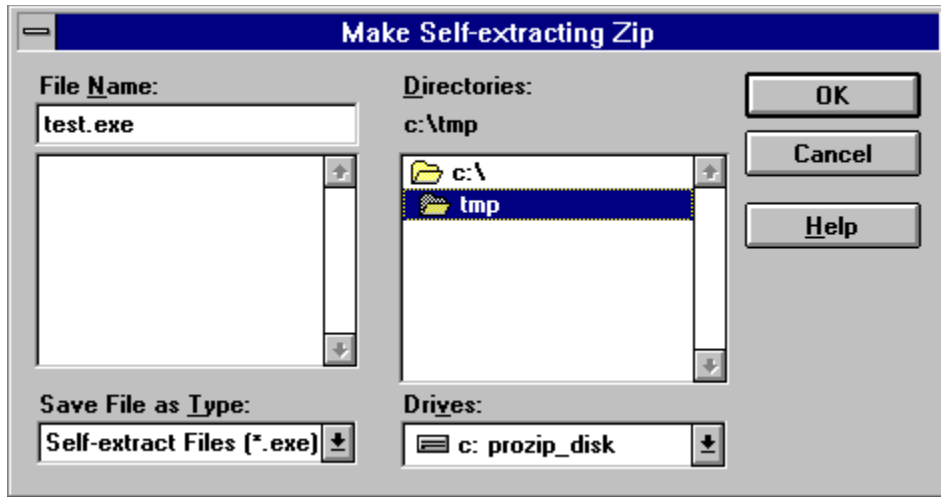 Make Self-extracting Zip
File Name:
test.exe
Directories:
c:\tmp
c:\
tmp
OK
Cancel
Help
Save File as Type:
Self-extract Files (*.exe)
Drives:
c: prozip_disk